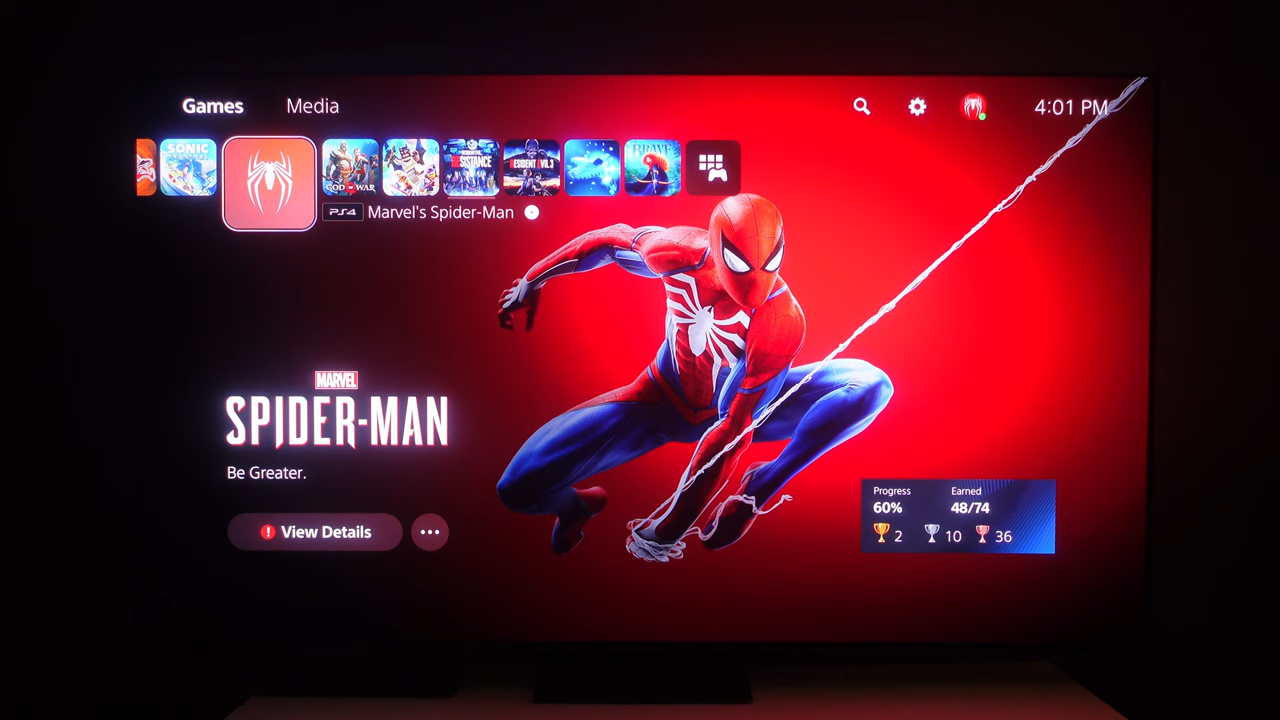 Games Media 4:01 PM
SONIC
GOD OF WAR
RESISTANCE
RESIDENT EVIL 3
BRAVE
PS4 Marvel's Spider-Man
MARVEL
SPIDER-MAN
Be Greater.
! View Details ...
Progress Earned
60% 48/74
2 10 36